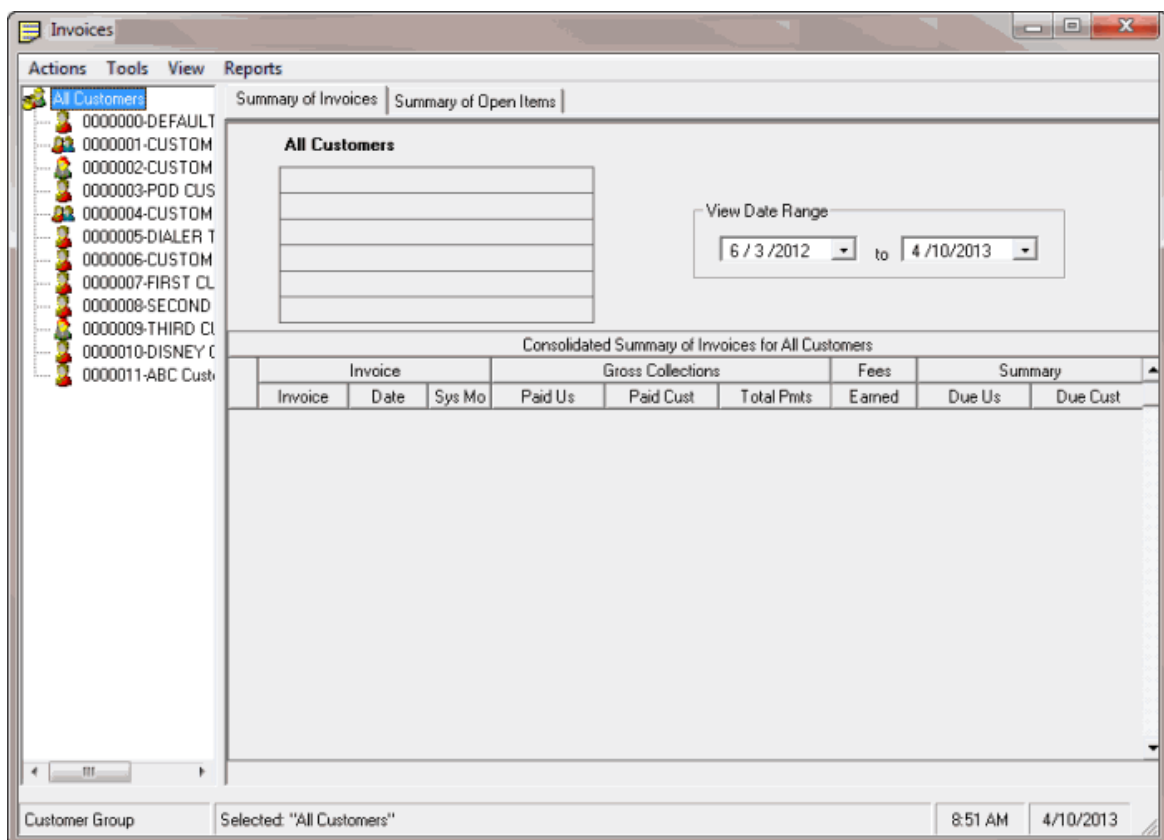 Invoices
Actions Tools View Reports
All Customers
0000000-DEFAULT
0000001-CUSTOM
0000002-CUSTOM
0000003-POD CUS
0000004-CUSTOM
0000005-DIALER T
0000006-CUSTOM
0000007-FIRST CL
0000008-SECOND
0000009-THIRD CL
0000010-DISNEY C
0000011-ABC Cust
Summary of Invoices Summary of Open Items
All Customers
View Date Range
6 / 3 /2012 to 4 /10/2013
Consolidated Summary of Invoices for All Customers
Invoice Gross Collections Fees Summary
Invoice Date Sys Mo Paid Us Paid Cust Total Pmts Earned Due Us Due Cust
Customer Group Selected: "All Customers" 8:51 AM 4/10/2013